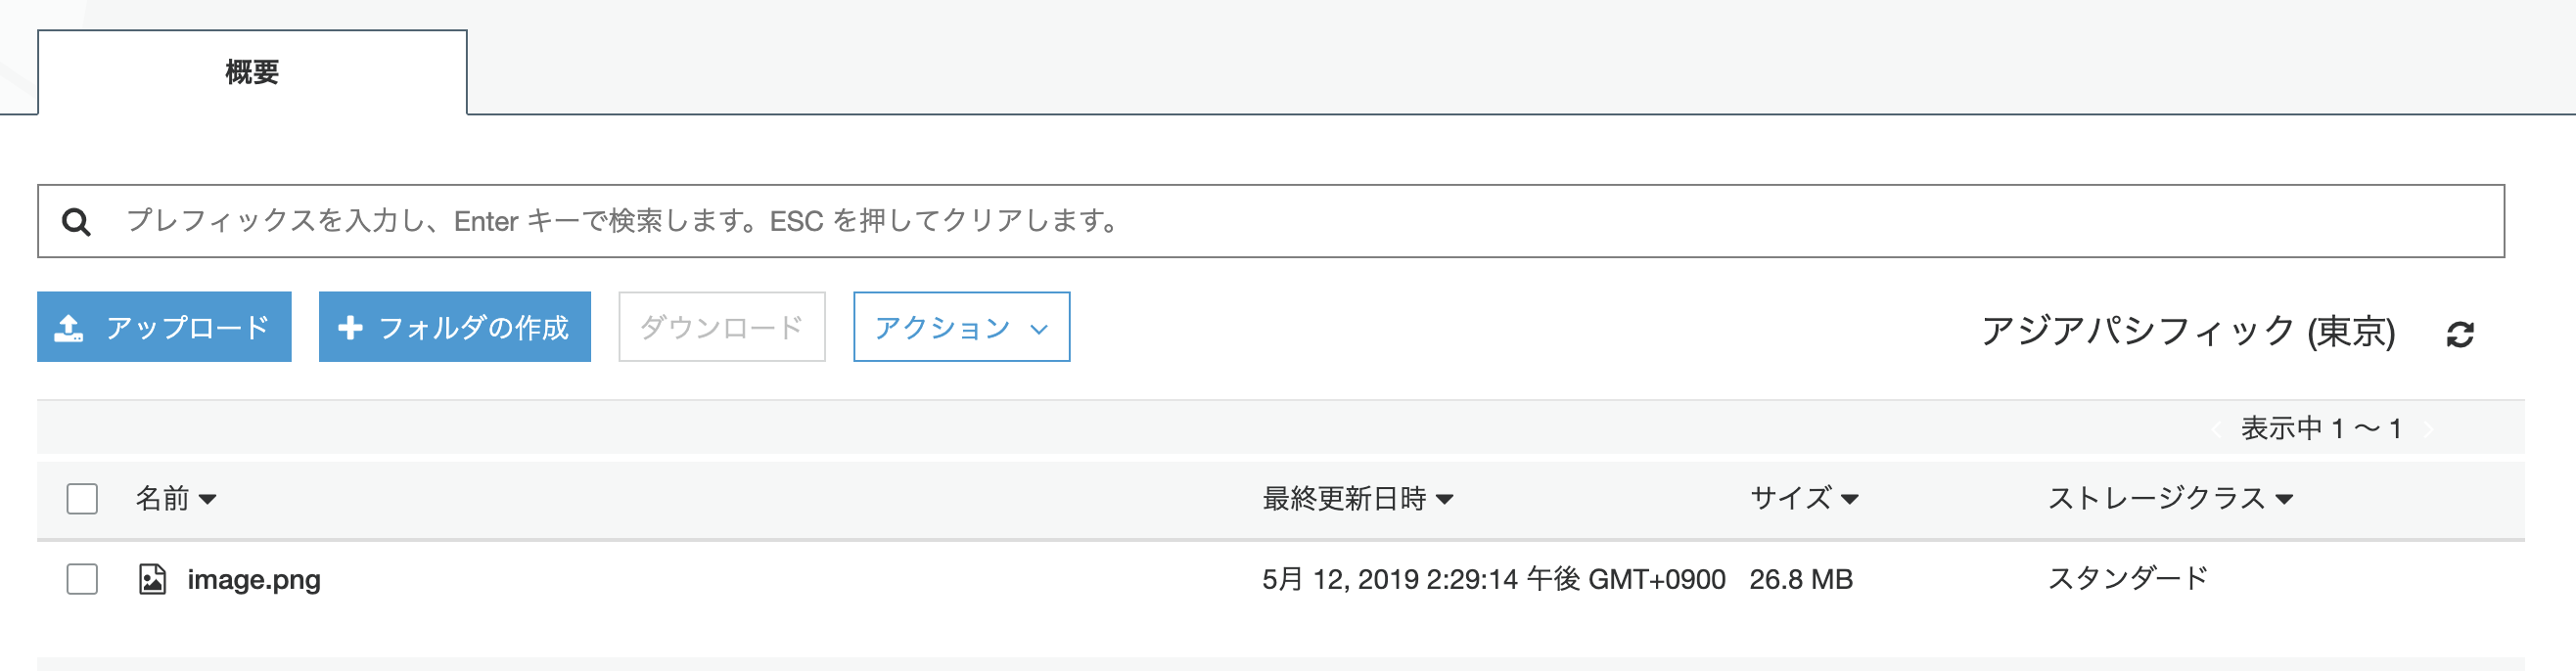 概要
プレフィックスを入力し、Enter キーで検索します。ESC を押してクリアします。
アップロード フォルダの作成 ダウンロード アクション アジアパシフィック (東京)
表示中 1 ～ 1
名前 最終更新日時 サイズ ストレージクラス
image.png 5月 12, 2019 2:29:14 午後 GMT+0900 26.8 MB スタンダード